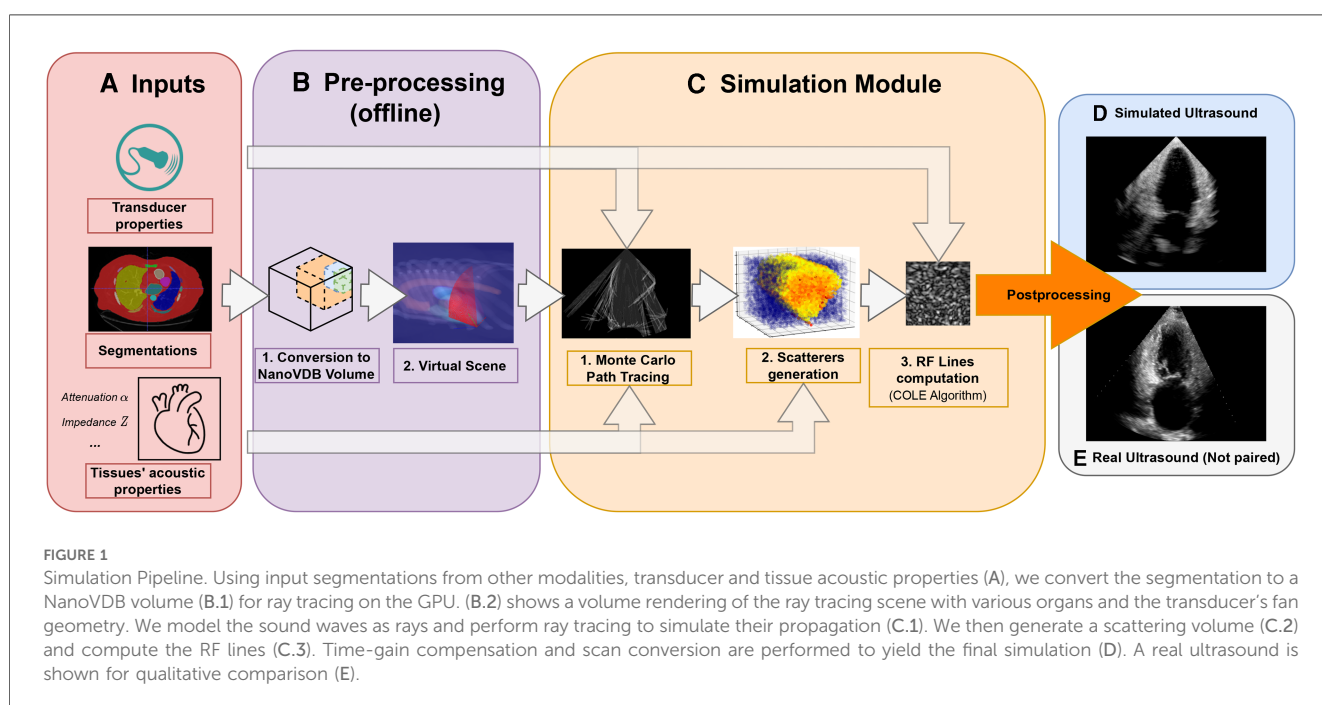 A Inputs
Transducer
properties
Segmentations
Attenuation α
Impedance Z
...
Tissues' acoustic
properties
B Pre-processing
(offline)
1. Conversion to
NanoVDB Volume
2. Virtual Scene
C Simulation Module
1. Monte Carlo
Path Tracing
2. Scatterers
generation
3. RF Lines
computation
(COLE Algorithm)
Postprocessing
D Simulated Ultrasound
E Real Ultrasound (Not paired)
FIGURE 1
Simulation Pipeline. Using input segmentations from other modalities, transducer and tissue acoustic properties (A), we convert the segmentation to a
NanoVDB volume (B.1) for ray tracing on the GPU. (B.2) shows a volume rendering of the ray tracing scene with various organs and the transducer's fan
geometry. We model the sound waves as rays and perform ray tracing to simulate their propagation (C.1). We then generate a scattering volume (C.2)
and compute the RF lines (C.3). Time-gain compensation and scan conversion are performed to yield the final simulation (D). A real ultrasound is
shown for qualitative comparison (E).